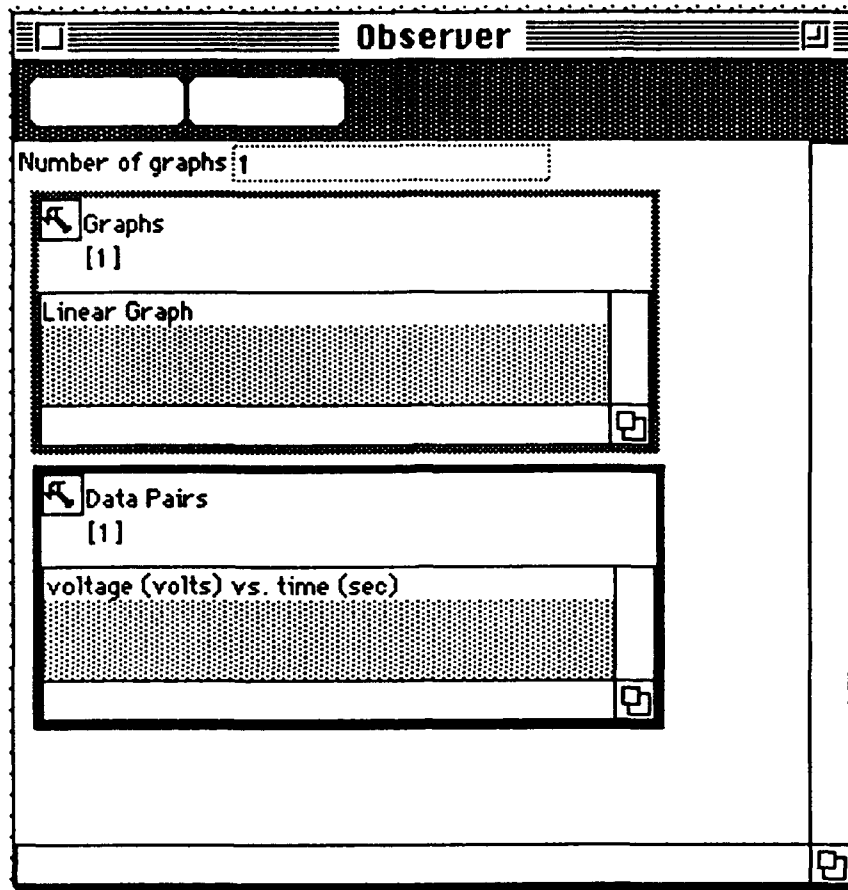 Observer
Number of graphs 1
Graphs
[1]
Linear Graph
Data Pairs
[1]
voltage (volts) vs. time (sec)